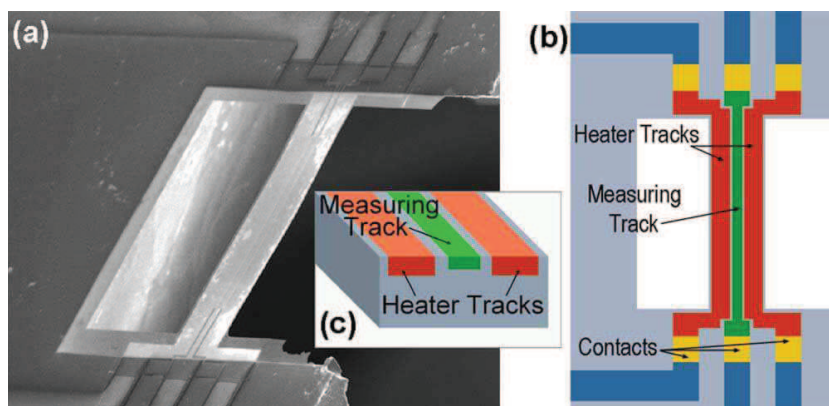 (a)
(b)
Heater Tracks
Measuring
Track
Contacts
Measuring
Track
Heater Tracks
(c)